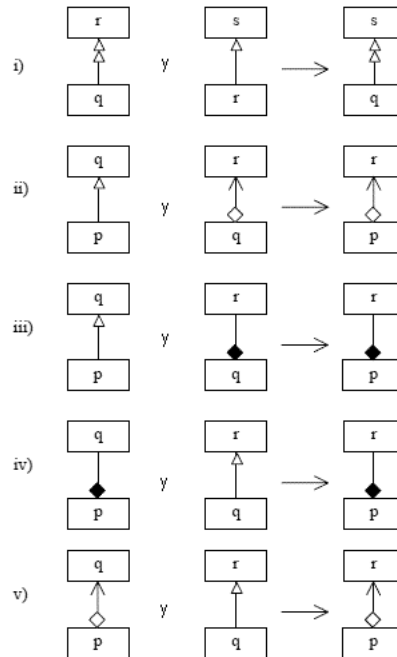 r s s
i) y
q r q
q r r
ii) y
p q p
q r r
iii) y
p q p
q r r
iv) y
p q p
q r r
v) y
p q p